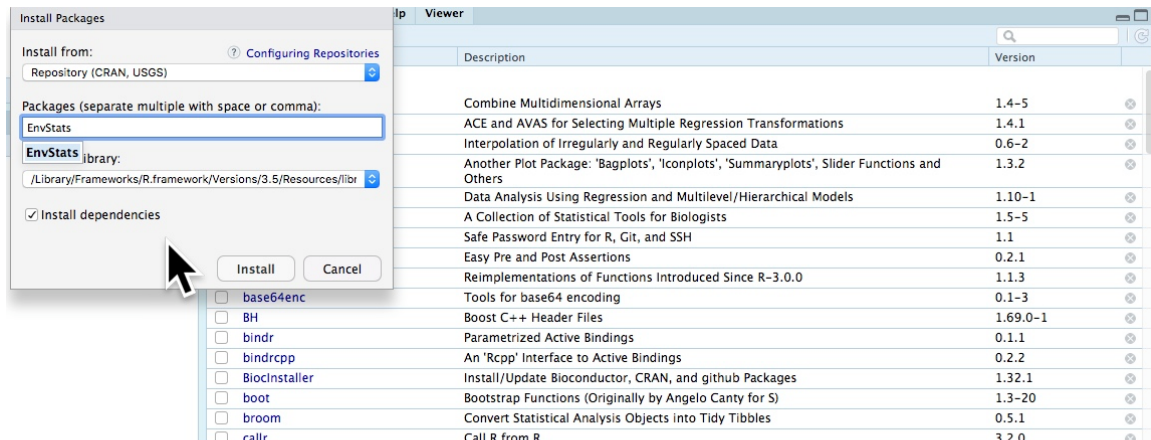 Install Packages
Install from:
? Configuring Repositories
Repository (CRAN, USGS)
Packages (separate multiple with space or comma):
EnvStats
EnvStats
ibrary:
/Library/Frameworks/R.framework/Versions/3.5/Resources/libr
Install dependencies
Install Cancel
lp Viewer
Description Version
Combine Multidimensional Arrays 1.4-5
ACE and AVAS for Selecting Multiple Regression Transformations 1.4.1
Interpolation of Irregularly and Regularly Spaced Data 0.6-2
Another Plot Package: 'Bagplots', 'Iconplots', 'Summaryplots', Slider Functions and 1.3.2
Others
Data Analysis Using Regression and Multilevel/Hierarchical Models 1.10-1
A Collection of Statistical Tools for Biologists 1.5-5
Safe Password Entry for R, Git, and SSH 1.1
Easy Pre and Post Assertions 0.2.1
Reimplementations of Functions Introduced Since R-3.0.0 1.1.3
base64enc Tools for base64 encoding 0.1-3
BH Boost C++ Header Files 1.69.0-1
bindr Parametrized Active Bindings 0.1.1
bindrcpp An 'Rcpp' Interface to Active Bindings 0.2.2
BiocInstaller Install/Update Bioconductor, CRAN, and github Packages 1.32.1
boot Bootstrap Functions (Originally by Angelo Canty for S) 1.3-20
broom Convert Statistical Analysis Objects into Tidy Tibbles 0.5.1
callr Call R from R 3.2.0